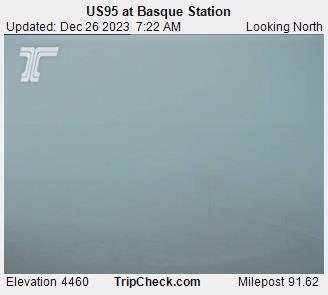 US95 at Basque Station
Updated: Dec 26 2023 7:22 AM Looking North
Elevation 4460 TripCheck.com Milepost 91.62